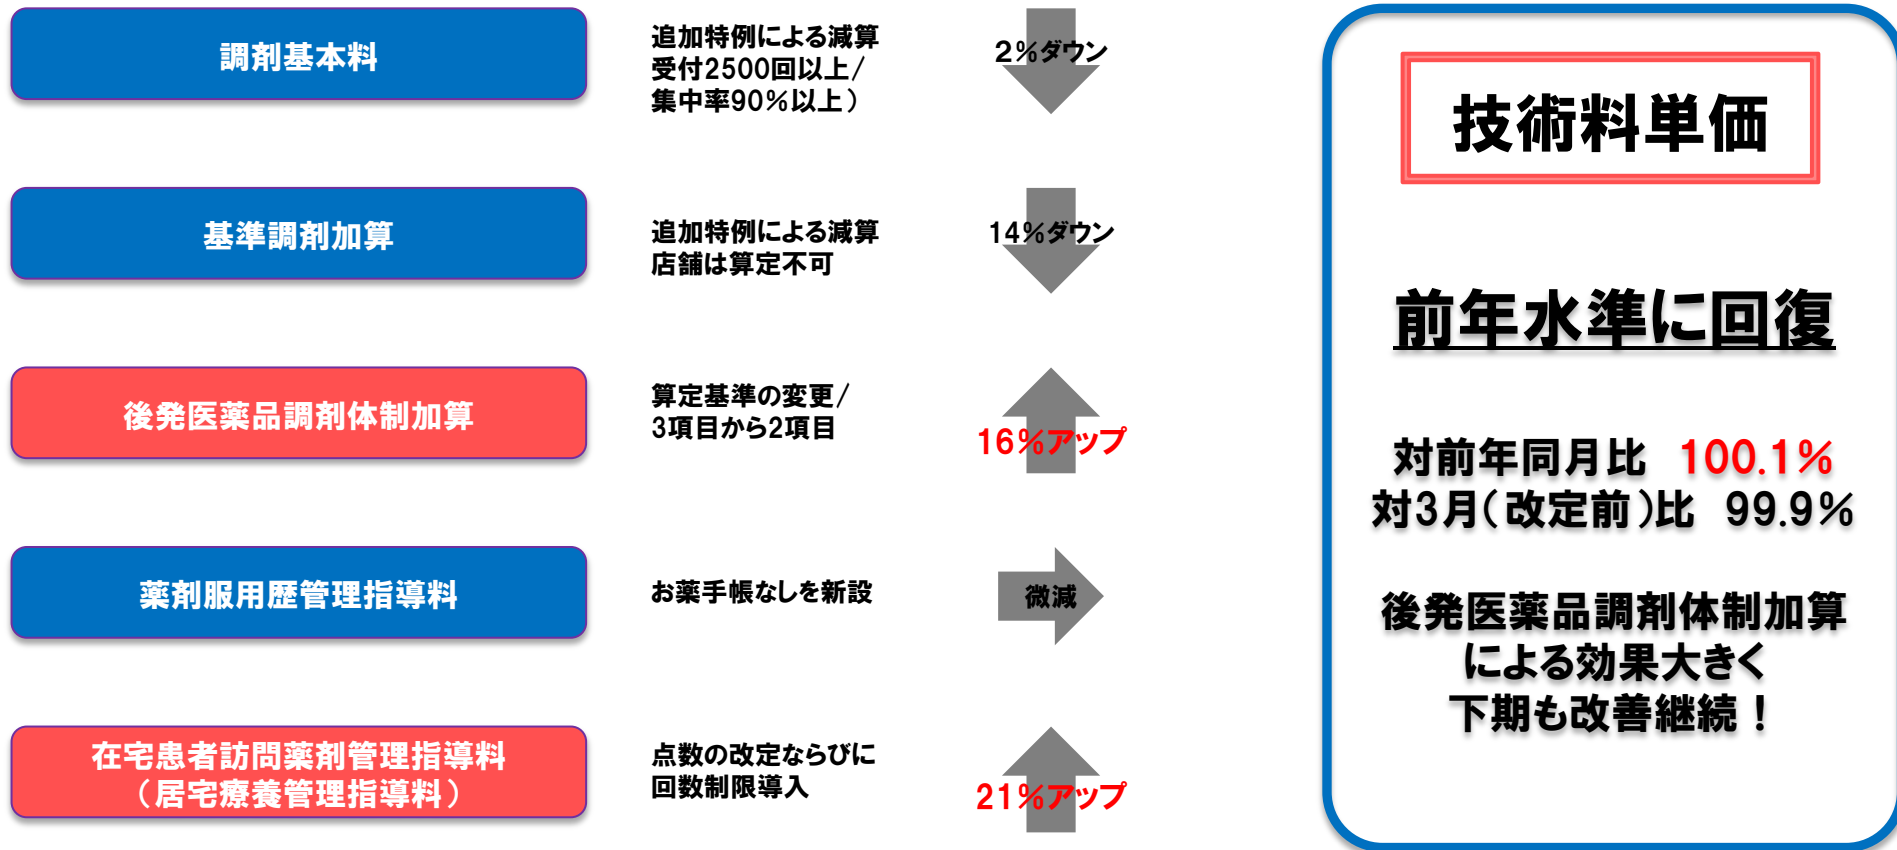 調剤基本料
追加特例による減算
受付2500回以上/
集中率90%以上)
2%ダウン
基準調剤加算
追加特例による減算
店舗は算定不可
14%ダウン
後発医薬品調剤体制加算
算定基準の変更/
3項目から2項目
16%アップ
薬剤服用歴管理指導料
お薬手帳なしを新設
微減
在宅患者訪問薬剤管理指導料
(居宅療養管理指導料)
点数の改定ならびに
回数制限導入
21%アップ
技術料単価
前年水準に回復
対前年同月比 100.1%
対3月(改定前)比 99.9%
後発医薬品調剤体制加算
による効果大きく
下期も改善継続!